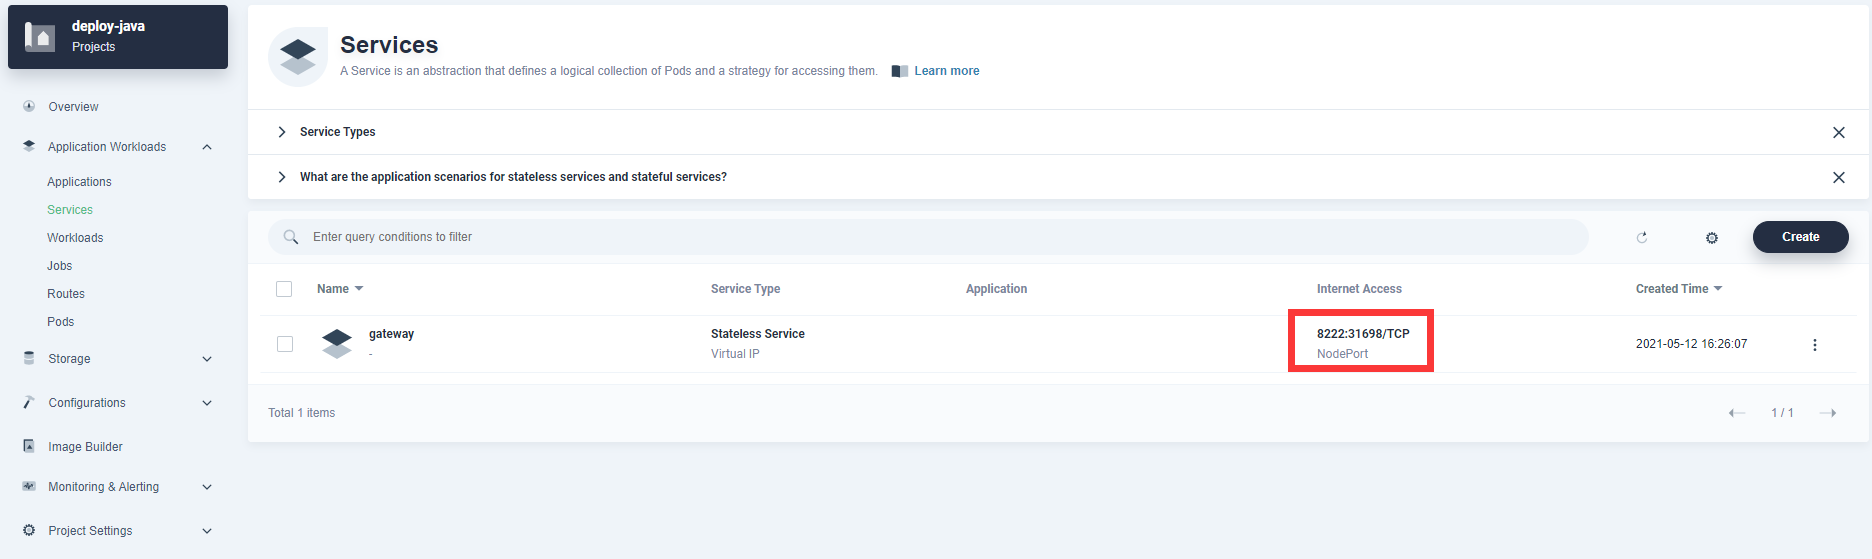 deploy-java
Projects
Overview
Application Workloads
Applications
Services
Workloads
Jobs
Routes
Pods
Storage
Configurations
Image Builder
Monitoring & Alerting
Project Settings
Services
A Service is an abstraction that defines a logical collection of Pods and a strategy for accessing them. Learn more
Service Types
What are the application scenarios for stateless services and stateful services?
Enter query conditions to filter
Create
Name Service Type Application Internet Access Created Time
gateway Stateless Service 8222:31698/TCP 2021-05-12 16:26:07
- Virtual IP NodePort
Total 1 items 1 / 1